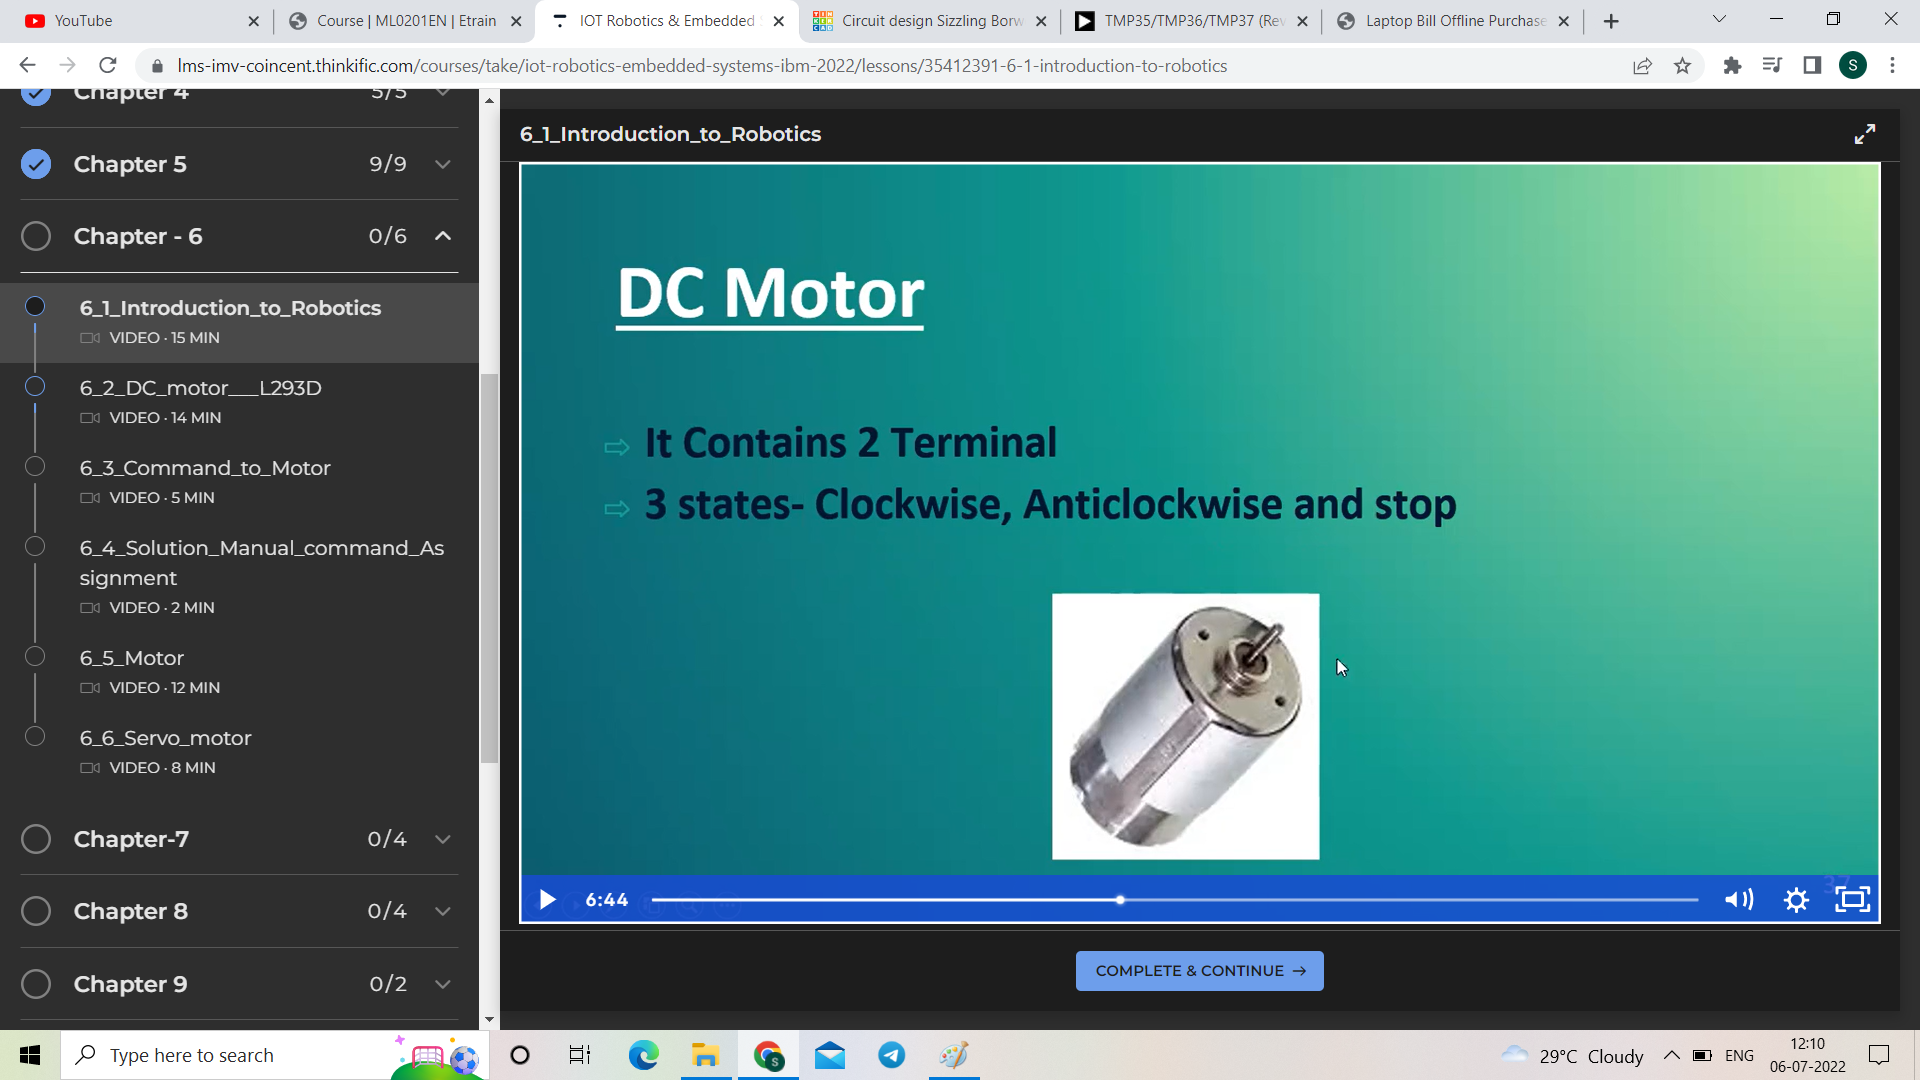 YouTube
Course | ML0201EN | Etrain
IOT Robotics & Embedded
Circuit design Sizzling Borw
TMP35/TMP36/TMP37 (Rev
Laptop Bill Offline Purchase
lms-imv-coincent.thinkific.com/courses/take/iot-robotics-embedded-systems-ibm-2022/lessons/35412391-6-1-introduction-to-robotics
S
Chapter 4 5/5
Chapter 5 9/9
Chapter - 6 0/6
6_1_Introduction_to_Robotics
VIDEO · 15 MIN
6_2_DC_motor___L293D
VIDEO · 14 MIN
6_3_Command_to_Motor
VIDEO · 5 MIN
6_4_Solution_Manual_command_As
signment
VIDEO · 2 MIN
6_5_Motor
VIDEO · 12 MIN
6_6_Servo_motor
VIDEO · 8 MIN
Chapter-7 0/4
Chapter 8 0/4
Chapter 9 0/2
6_1_Introduction_to_Robotics
DC Motor
It Contains 2 Terminal
3 states- Clockwise, Anticlockwise and stop
37
6:44
COMPLETE & CONTINUE →
Type here to search
29°C Cloudy
ENG
12:10
06-07-2022